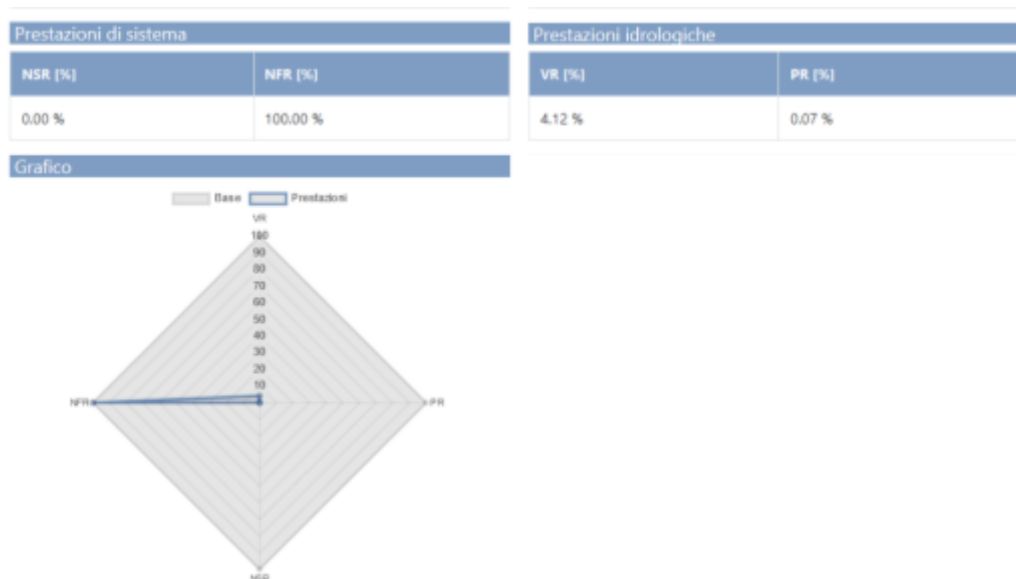 Prestazioni di sistema
NSR [%] NFR [%]
0.00 % 100.00 %
Prestazioni idrologiche
VR [%] PR [%]
4.12 % 0.07 %
Grafico
Base Prestazioni
VR
100
90
80
70
60
50
40
30
20
10
NFR PR
NSR